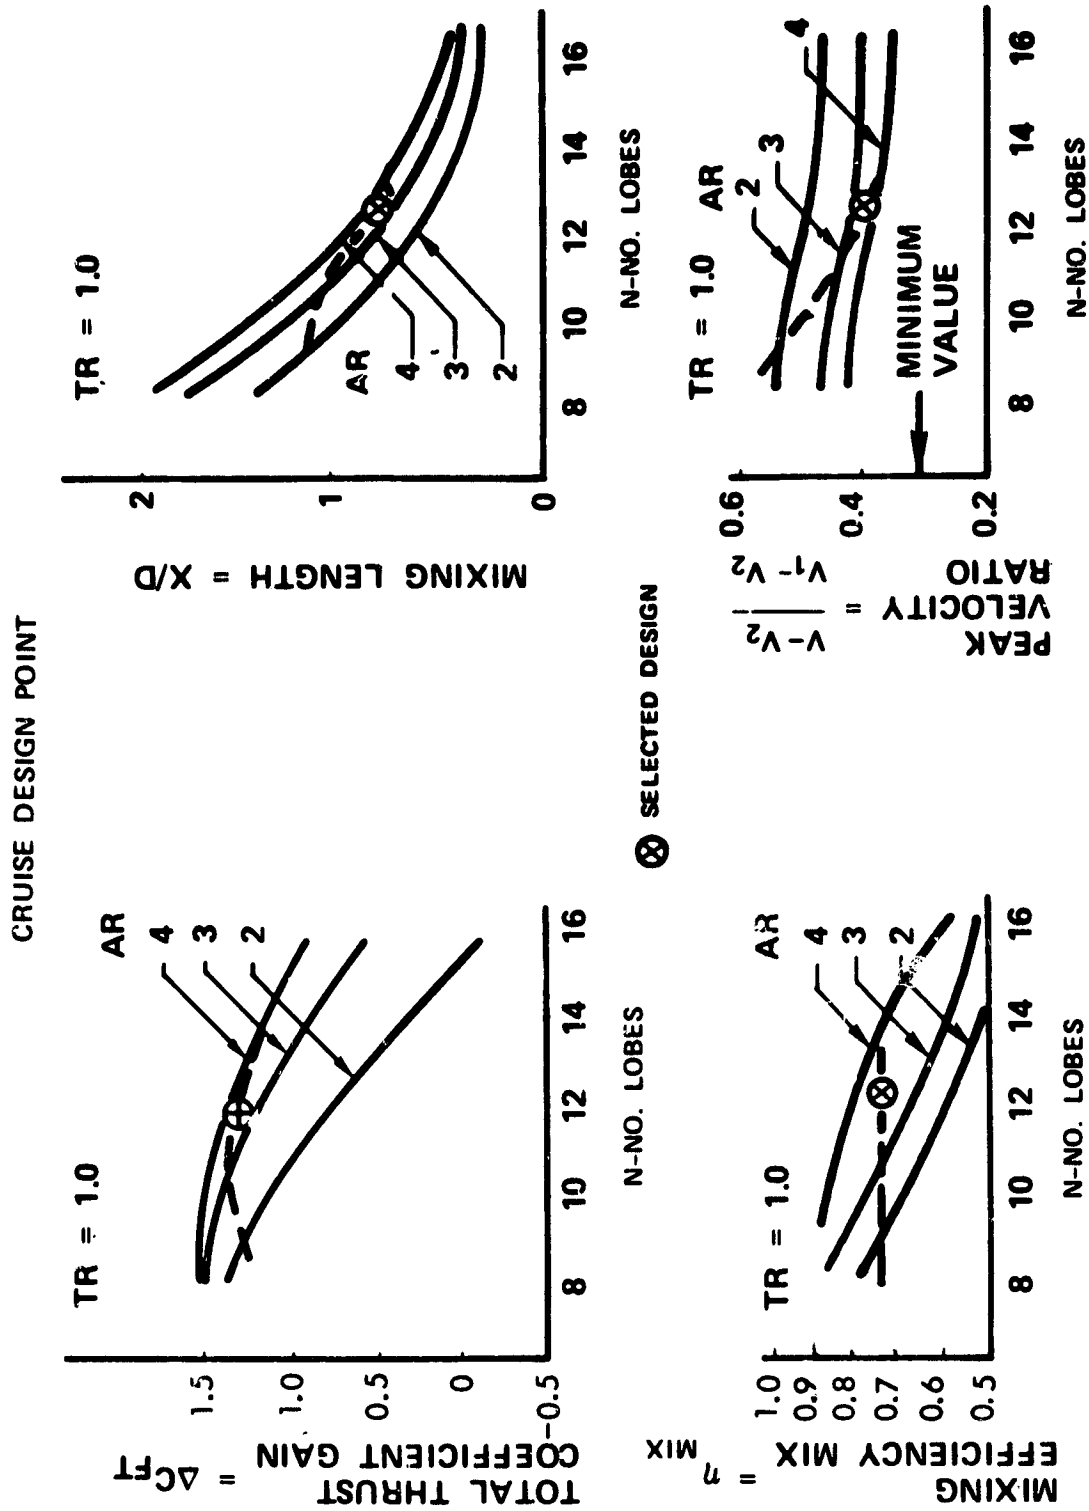 CRUISE DESIGN POINT
TOTAL THRUST
COEFFICIENT GAIN = ΔCFT
1.5
1.0
0.5
0
-0.5
TR = 1.0
AR
4
3
2
8
10
12
14
16
N-NO. LOBES
MIXING LENGTH = X/D
2
1
0
TR = 1.0
AR
4
3
2
8
10
12
14
16
N-NO. LOBES
⊗ SELECTED DESIGN
MIXING
EFFICIENCY MIX = η MIX
1.0
0.9
0.8
0.7
0.6
0.5
TR = 1.0
AR
4
3
2
8
10
12
14
16
N-NO. LOBES
PEAK
VELOCITY = V-V2
RATIO V1-V2
0.6
0.4
0.2
TR = 1.0
AR
2
3
4
MINIMUM
VALUE
8
10
12
14
16
N-NO. LOBES